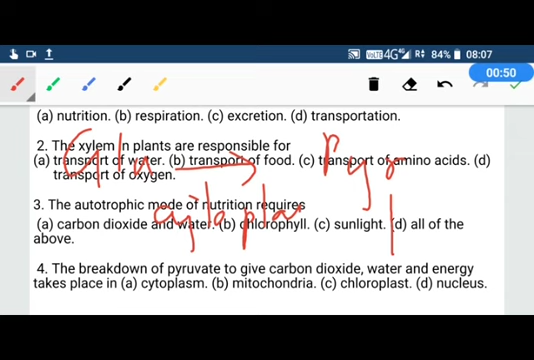 VoLTE 4G 4G R 84% 08:07
00:50
(a) nutrition. (b) respiration. (c) excretion. (d) transportation.
2. The xylem in plants are responsible for
(a) transport of water. (b) transport of food. (c) transport of amino acids. (d)
transport of oxygen.
3. The autotrophic mode of nutrition requires
(a) carbon dioxide and water. (b) chlorophyll. (c) sunlight. (d) all of the
above.
4. The breakdown of pyruvate to give carbon dioxide, water and energy
takes place in (a) cytoplasm. (b) mitochondria. (c) chloroplast. (d) nucleus.